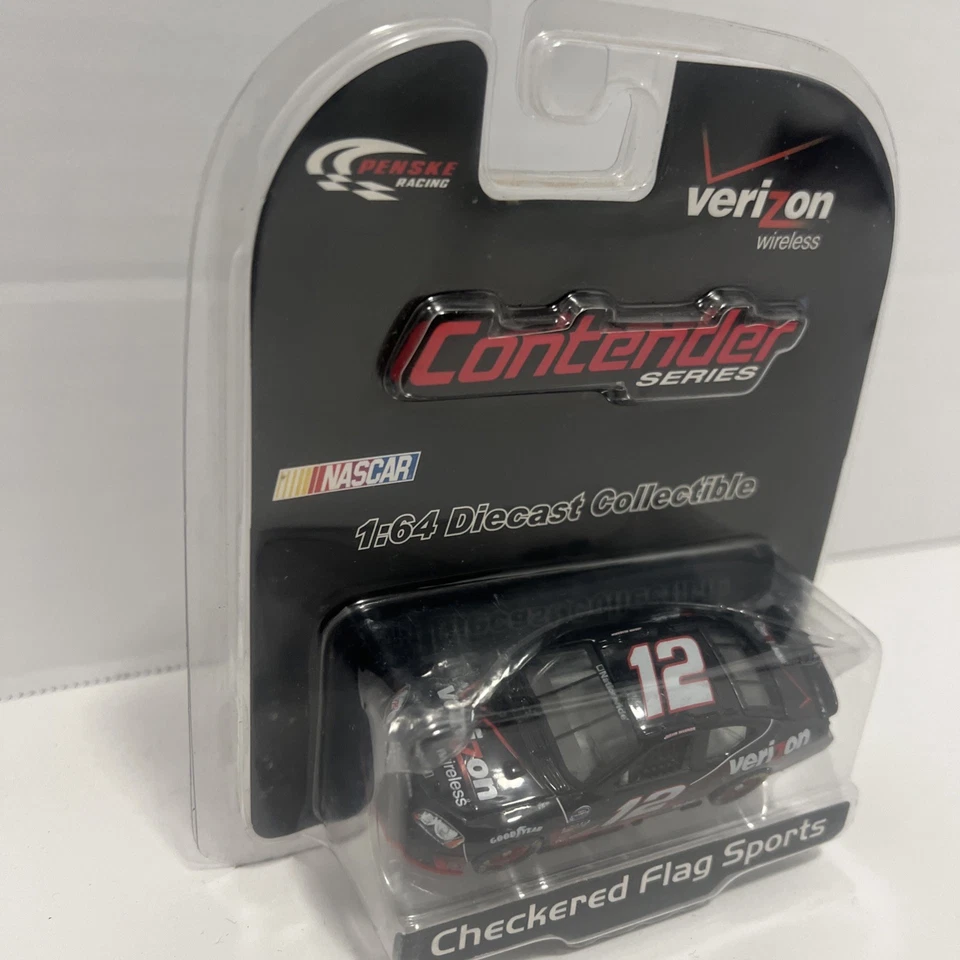 PENSKE
RACING
verizon
wireless
Contender
SERIES
NASCAR
1:64 Diecast Collectible
12
verizon
wireless
verizon
12
GOODYEAR
Checkered Flag Sports